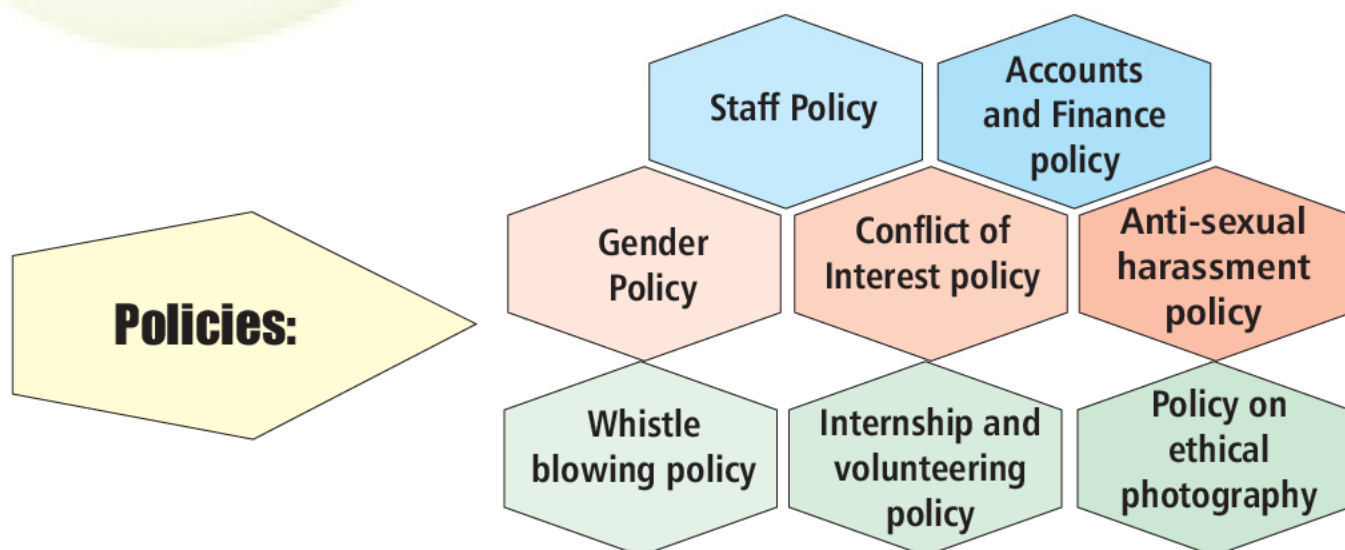 Policies:
Staff Policy
Accounts
and Finance
policy
Gender
Policy
Conflict of
Interest policy
Anti-sexual
harassment
policy
Whistle
blowing policy
Internship and
volunteering
policy
Policy on
ethical
photography